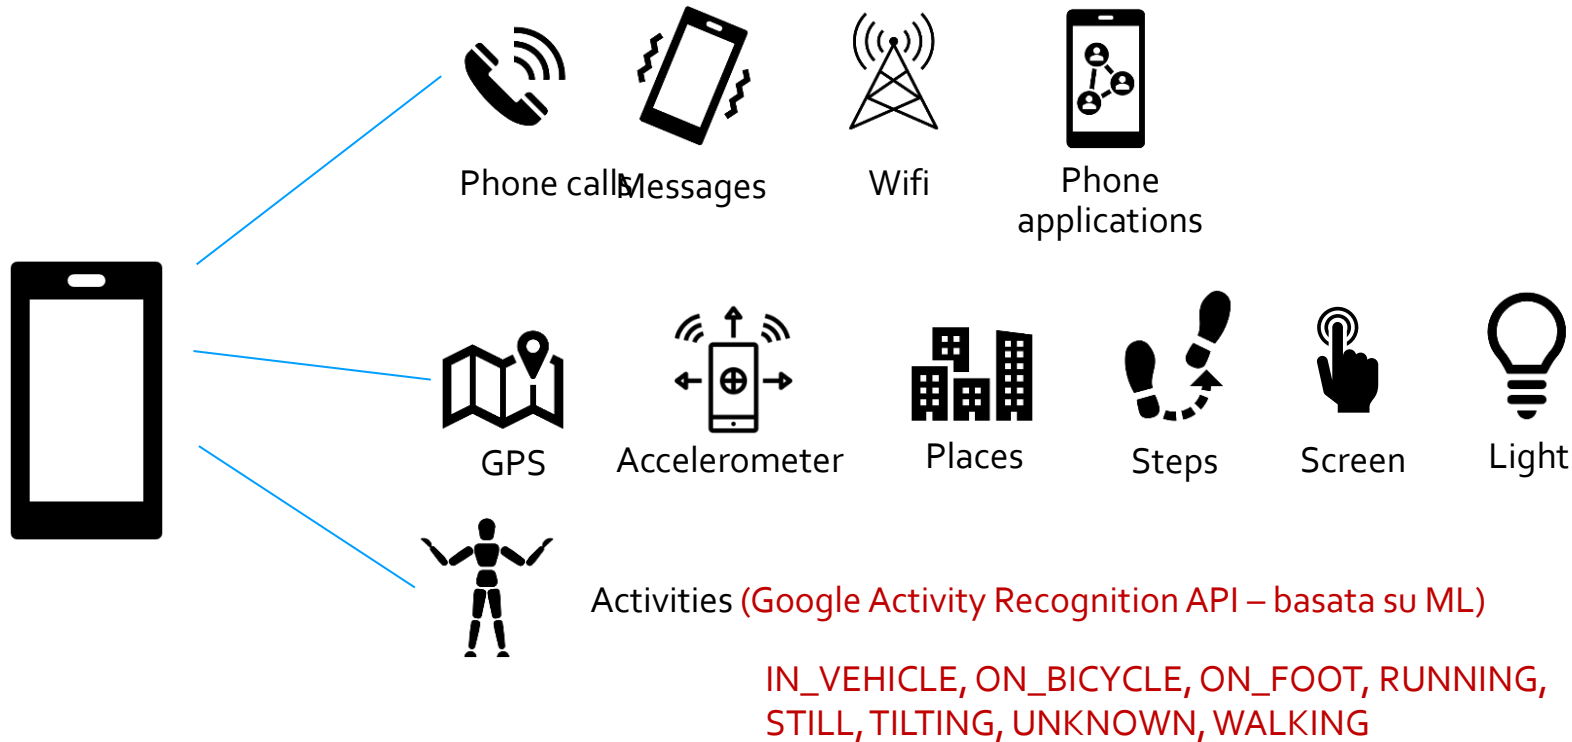 Phone calls
Messages
Wifi
Phone
applications
GPS
Accelerometer
Places
Steps
Screen
Light
Activities (Google Activity Recognition API – basata su ML)
IN_VEHICLE, ON_BICYCLE, ON_FOOT, RUNNING,
STILL, TILTING, UNKNOWN, WALKING